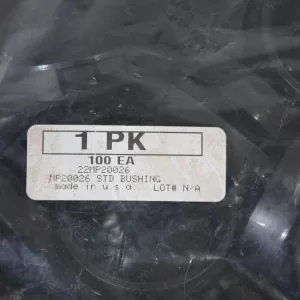 1 PK
100 EA
22MP20026
MP20026 STD BUSHING
made in u.s.a. LOT# N/A